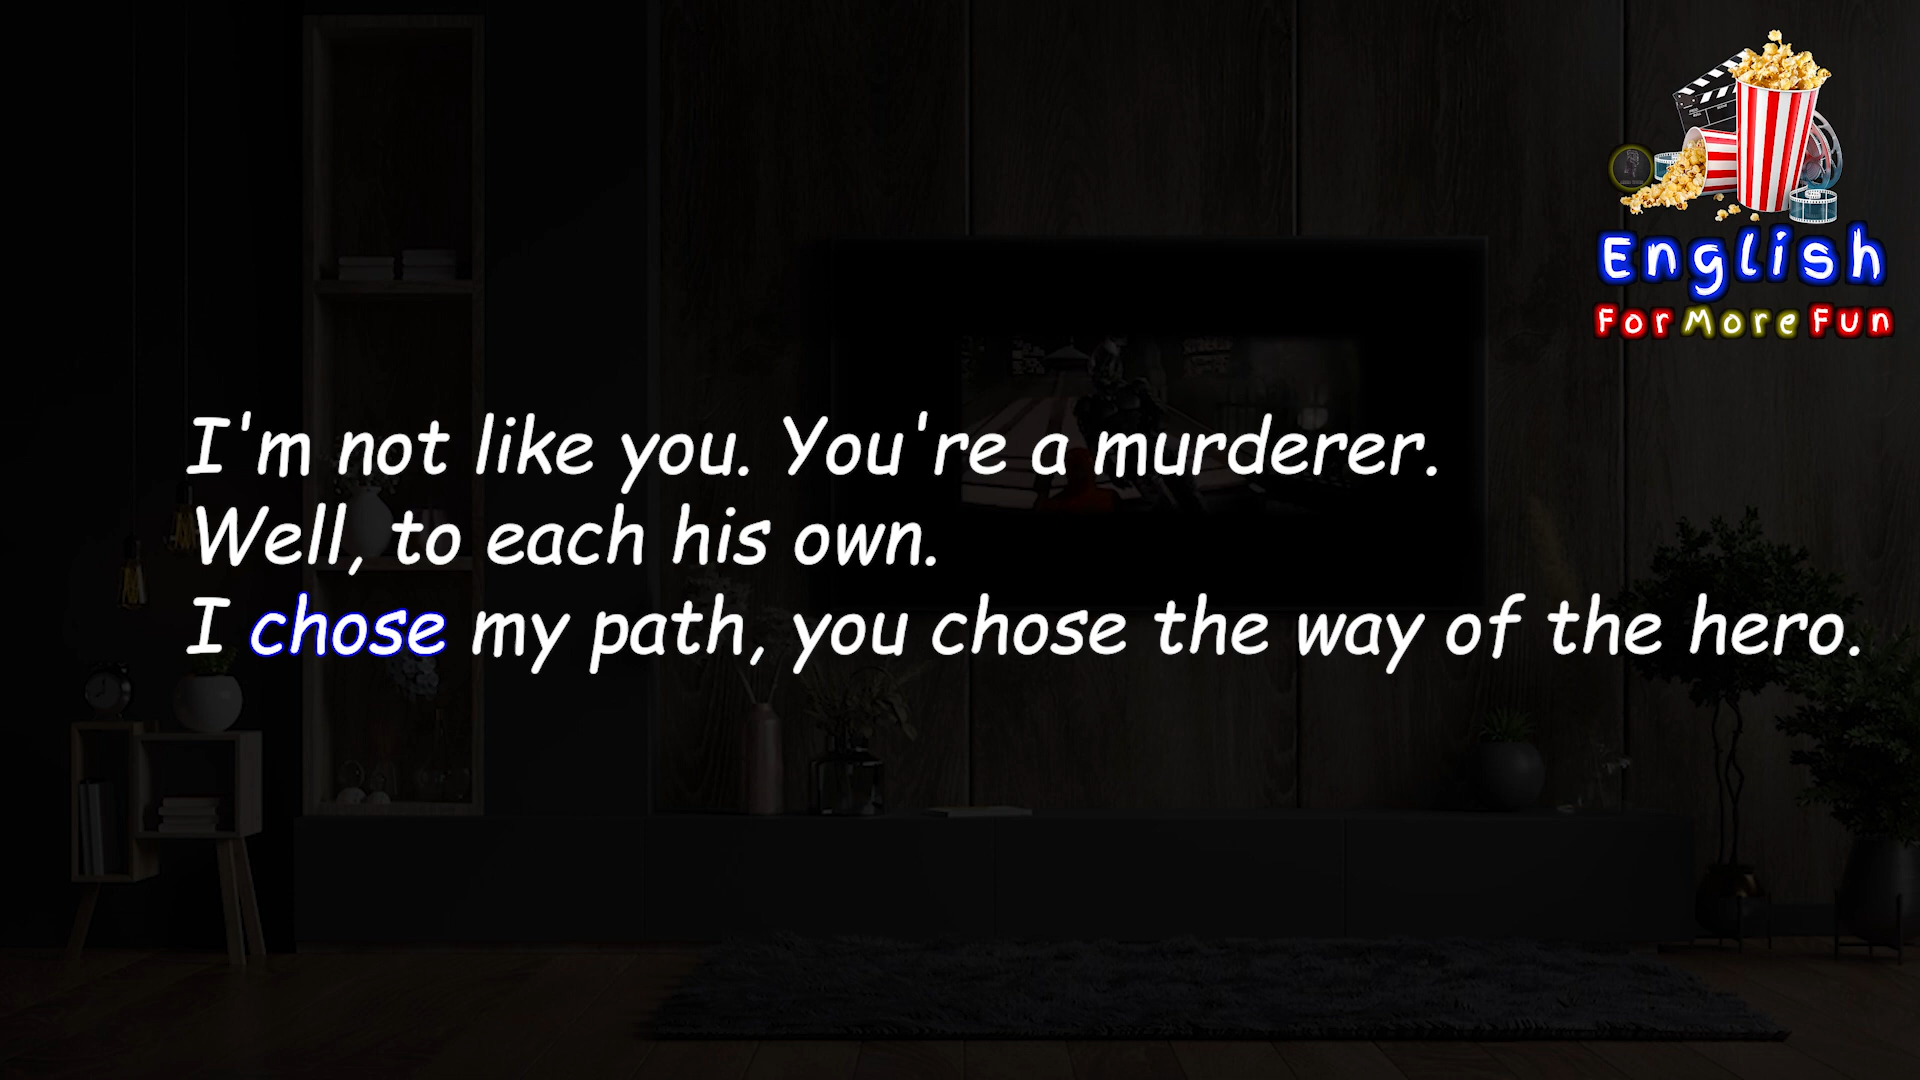 English
For More Fun
I'm not like you. You're a murderer.
Well, to each his own.
I chose my path, you chose the way of the hero.